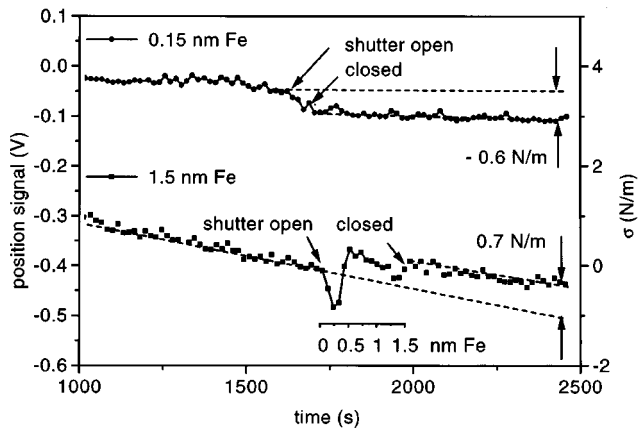 0.1
0.0
-0.1
-0.2
-0.3
-0.4
-0.5
-0.6
position signal (V)
0.15 nm Fe
shutter open
closed
- 0.6 N/m
1.5 nm Fe
shutter open
closed
0.7 N/m
0 0.5 1 1.5 nm Fe
4
2
0
-2
σ (N/m)
1000 1500 2000 2500
time (s)